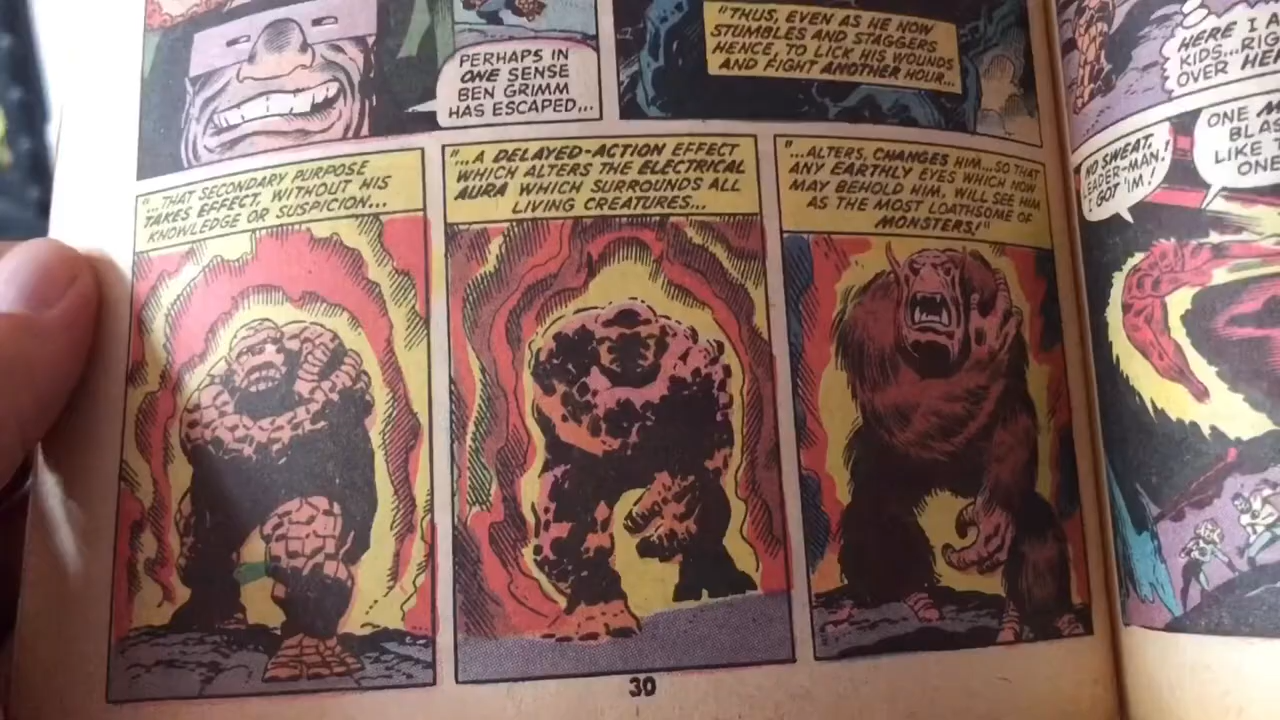 PERHAPS IN
ONE SENSE
BEN GRIMM
HAS ESCAPED...
"THUS, EVEN AS HE NOW
STUMBLES AND STAGGERS
HENCE, TO LICK HIS WOUNDS
AND FIGHT ANOTHER HOUR...
"...THAT SECONDARY PURPOSE
TAKES EFFECT, WITHOUT HIS
KNOWLEDGE OR SUSPICION...
"...A DELAYED-ACTION EFFECT
WHICH ALTERS THE ELECTRICAL
AURA WHICH SURROUNDS ALL
LIVING CREATURES...
"...ALTERS, CHANGES HIM...SO THAT
ANY EARTHLY EYES WHICH NOW
MAY BEHOLD HIM, WILL SEE HIM
AS THE MOST LOATHSOME OF
MONSTERS!"
30
HERE I A
KIDS...RIG
OVER HE
NO SWEAT,
LEADER-MAN!
I GOT 'IM!
ONE
BLAS
LIKE T
ONE